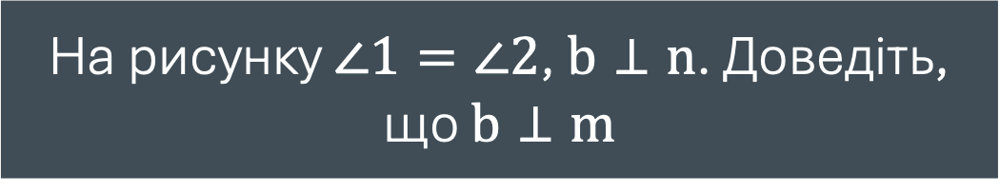 На рисунку ∠1 = ∠2, b ⊥ n. Доведіть,
що b ⊥ m